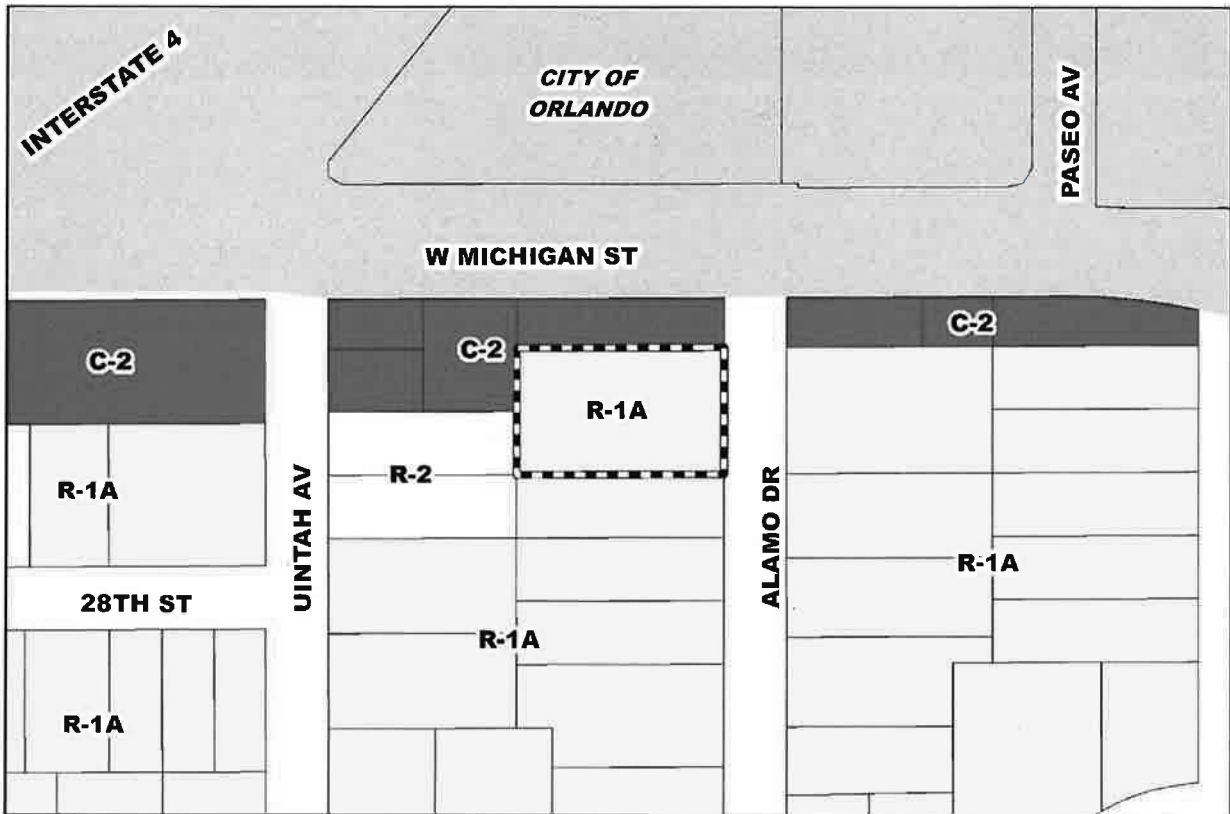 INTERSTATE 4
CITY OF
ORLANDO
PASEO AV
W MICHIGAN ST
C-2
C-2
C-2
R-1A
R-1A
R-2
UINTAH AV
ALAMO DR
R-1A
28TH ST
R-1A
R-1A